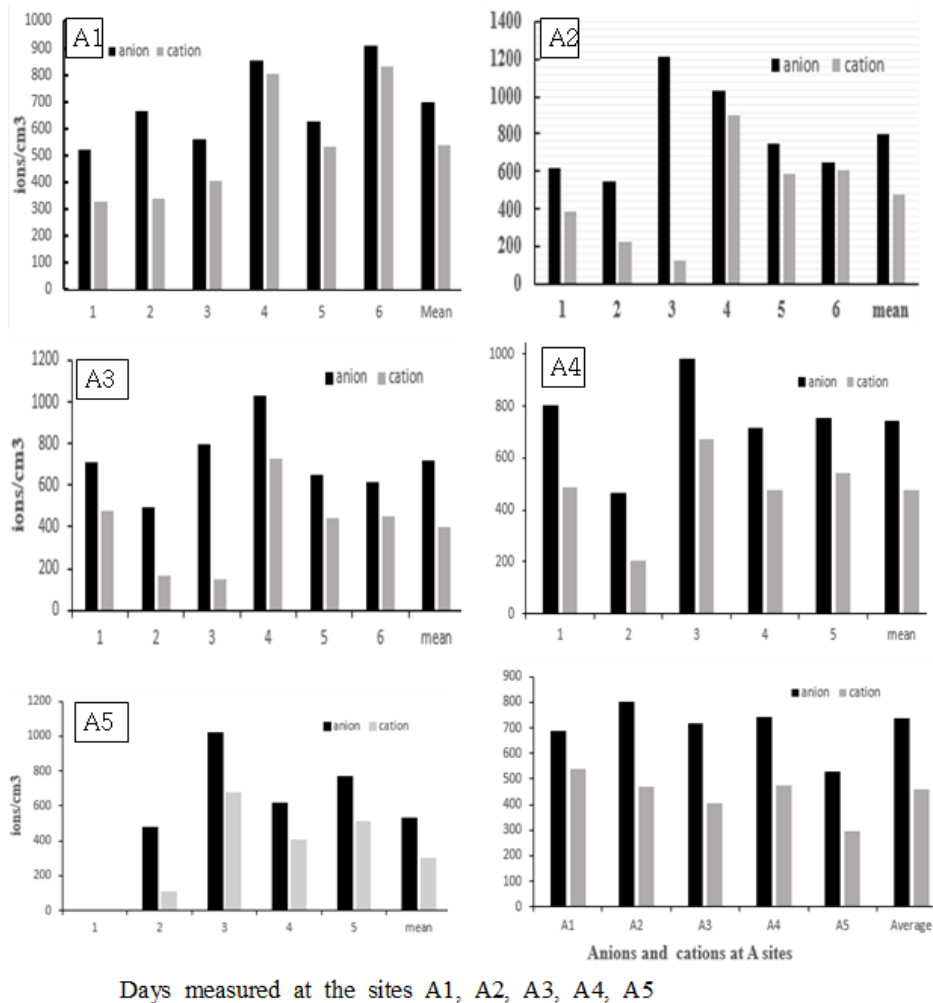 A1
anion cation
ions/cm3
1000
900
800
700
600
500
400
300
200
100
0
1 2 3 4 5 6 Mean
A2
anion cation
1400
1200
1000
800
600
400
200
0
1 2 3 4 5 6 mean
A3
anion cation
ions/cm3
1200
1000
800
600
400
200
0
1 2 3 4 5 6 mean
A4
anion cation
1000
800
600
400
200
0
1 2 3 4 5 mean
A5
anion cation
ions/cm3
1200
1000
800
600
400
200
0
1 2 3 4 5 mean
anion cation
900
800
700
600
500
400
300
200
100
0
A1 A2 A3 A4 A5 Average
Anions and cations at A sites
Days measured at the sites A1, A2, A3, A4, A5